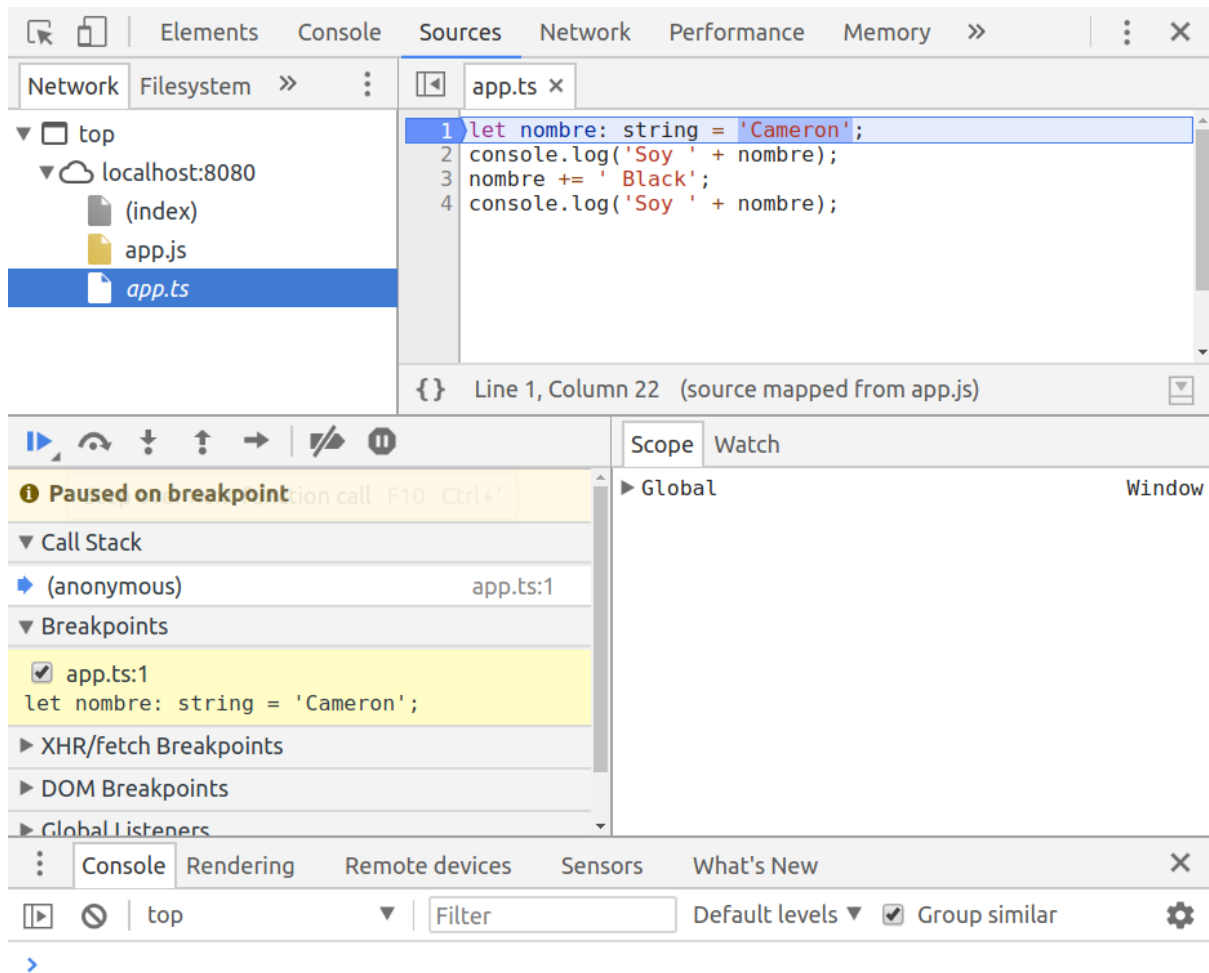 Elements Console Sources Network Performance Memory »
Network Filesystem »
app.ts ×
top
localhost:8080
(index)
app.js
app.ts
1 let nombre: string = 'Cameron';
2 console.log('Soy ' + nombre);
3 nombre += ' Black';
4 console.log('Soy ' + nombre);
{} Line 1, Column 22 (source mapped from app.js)
Paused on breakpoint
tion call F10 Ctrl+'
Call Stack
(anonymous) app.ts:1
Breakpoints
app.ts:1
let nombre: string = 'Cameron';
XHR/fetch Breakpoints
DOM Breakpoints
Global Listeners
Scope Watch
Global Window
Console Rendering Remote devices Sensors What's New
top Filter Default levels Group similar